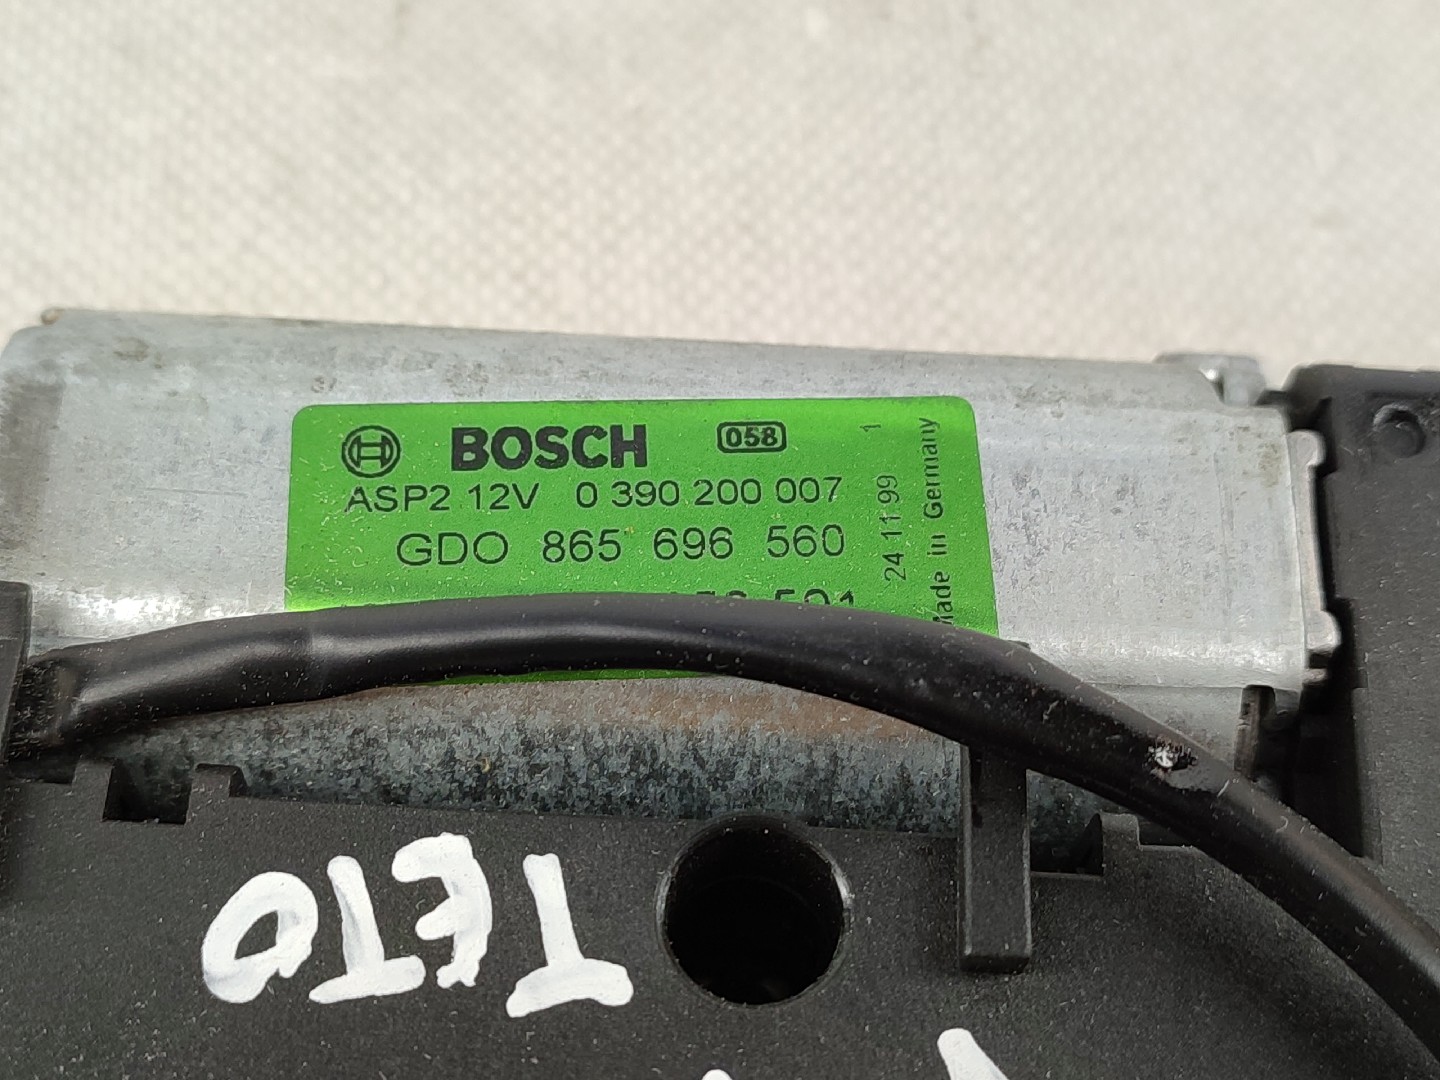 BOSCH 058
ASP2 12V 0 390 200 007
GDO 865 696 560
24 11 99 1
Made in Germany
TETO